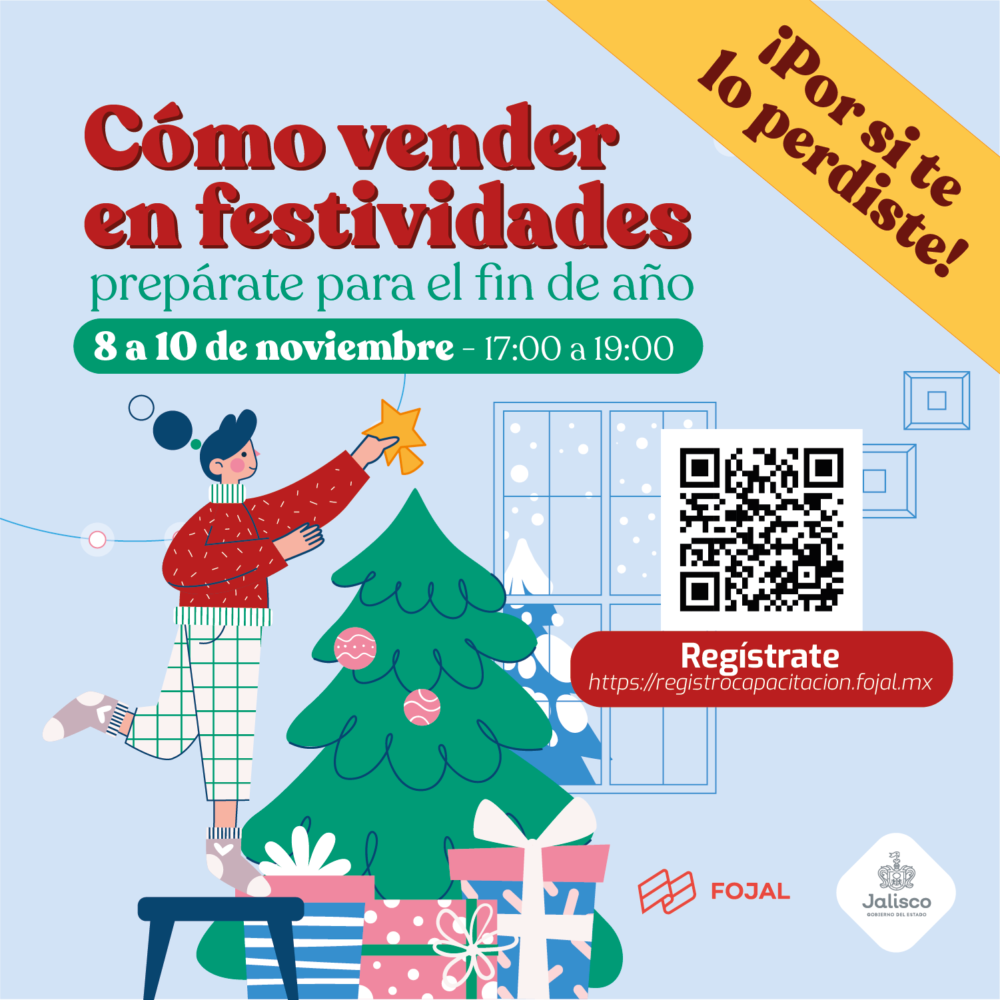 ¡Por si te
lo perdiste!
Cómo vender
en festividades
prepárate para el fin de año
8 a 10 de noviembre - 17:00 a 19:00
Regístrate
https://registrocapacitacion.fojal.mx
FOJAL
Jalisco
GOBIERNO DEL ESTADO